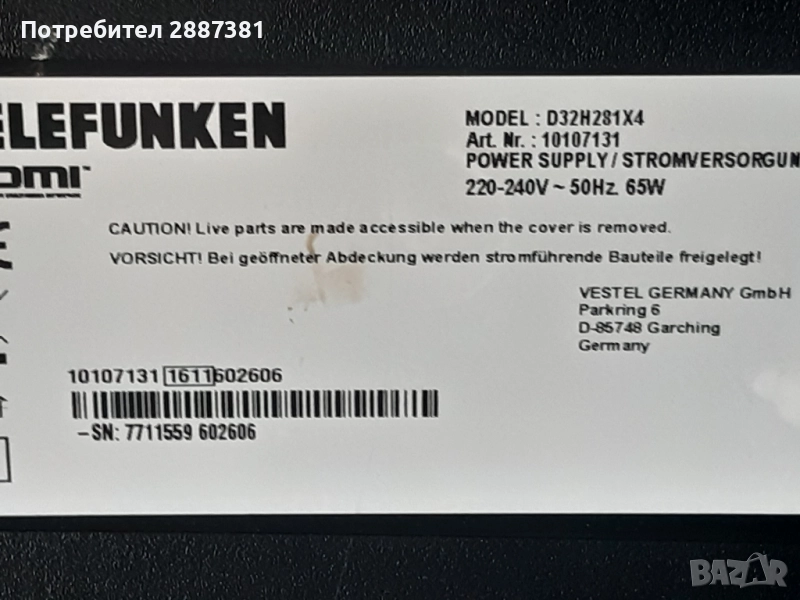 Потребител 2887381
ELEFUNKEN
MODEL : D32H281X4
Art. Nr. : 10107131
POWER SUPPLY / STROMVERSORGUN
220-240V ~ 50Hz. 65W
CAUTION! Live parts are made accessible when the cover is removed.
VORSICHT! Bei geöffneter Abdeckung werden stromführende Bauteile freigelegt!
VESTEL GERMANY GmbH
Parkring 6
D-85748 Garching
Germany
10107131 1611602606
-SN: 7711559 602606
BAZAR